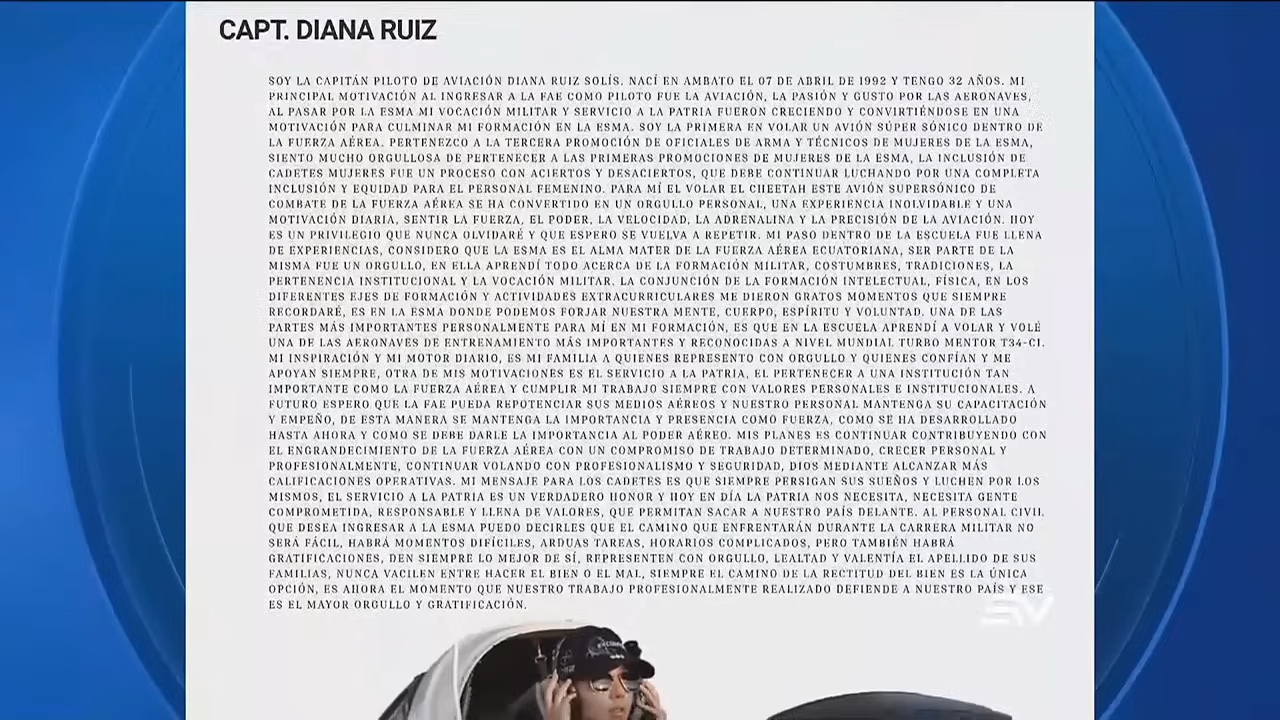 CAPT. DIANA RUIZ
SOY LA CAPITÁN PILOTO DE AVIACIÓN DIANA RUIZ SOLÍS. NACÍ EN AMBATO EL 07 DE ABRIL DE 1992 Y TENGO 32 AÑOS. MI
PRINCIPAL MOTIVACIÓN AL INGRESAR A LA FAE COMO PILOTO FUE LA AVIACIÓN, LA PASIÓN Y GUSTO POR LAS AERONAVES,
AL PASAR POR LA ESMA MI VOCACIÓN MILITAR Y SERVICIO A LA PATRIA FUERON CRECIENDO Y CONVIRTIÉNDOSE EN UNA
MOTIVACIÓN PARA CULMINAR MI FORMACIÓN EN LA ESMA. SOY LA PRIMERA EN VOLAR UN AVIÓN SÚPER SÓNICO DENTRO DE
LA FUERZA AÉREA. PERTENEZCO A LA TERCERA PROMOCIÓN DE OFICIALES DE ARMA Y TÉCNICOS DE MUJERES DE LA ESMA,
SIENTO MUCHO ORGULLOSA DE PERTENECER A LAS PRIMERAS PROMOCIONES DE MUJERES DE LA ESMA, LA INCLUSIÓN DE
CADETES MUJERES FUE UN PROCESO CON ACIERTOS Y DESACIERTOS, QUE DEBE CONTINUAR LUCHANDO POR UNA COMPLETA
INCLUSIÓN Y EQUIDAD PARA EL PERSONAL FEMENINO. PARA MÍ EL VOLAR EL CHEETAH ESTE AVIÓN SUPERSÓNICO DE
COMBATE DE LA FUERZA AÉREA SE HA CONVERTIDO EN UN ORGULLO PERSONAL, UNA EXPERIENCIA INOLVIDABLE Y UNA
MOTIVACIÓN DIARIA, SENTIR LA FUERZA, EL PODER, LA VELOCIDAD, LA ADRENALINA Y LA PRECISIÓN DE LA AVIACIÓN. HOY
ES UN PRIVILEGIO QUE NUNCA OLVIDARÉ Y QUE ESPERO SE VUELVA A REPETIR. MI PASO DENTRO DE LA ESCUELA FUE LLENA
DE EXPERIENCIAS, CONSIDERO QUE LA ESMA ES EL ALMA MATER DE LA FUERZA AÉREA ECUATORIANA, SER PARTE DE LA
MISMA FUE UN ORGULLO, EN ELLA APRENDÍ TODO ACERCA DE LA FORMACIÓN MILITAR, COSTUMBRES, TRADICIONES, LA
PERTENENCIA INSTITUCIONAL Y LA VOCACIÓN MILITAR. LA CONJUNCIÓN DE LA FORMACIÓN INTELECTUAL, FÍSICA, EN LOS
DIFERENTES EJES DE FORMACIÓN Y ACTIVIDADES EXTRACURRICULARES ME DIERON GRATOS MOMENTOS QUE SIEMPRE
RECORDARÉ, ES EN LA ESMA DONDE PODEMOS FORJAR NUESTRA MENTE, CUERPO, ESPÍRITU Y VOLUNTAD. UNA DE LAS
PARTES MÁS IMPORTANTES PERSONALMENTE PARA MÍ EN MI FORMACIÓN, ES QUE EN LA ESCUELA APRENDÍ A VOLAR Y VOLÉ
UNA DE LAS AERONAVES DE ENTRENAMIENTO MÁS IMPORTANTES Y RECONOCIDAS A NIVEL MUNDIAL TURBO MENTOR T34-C1.
MI INSPIRACIÓN Y MI MOTOR DIARIO, ES MI FAMILIA A QUIENES REPRESENTO CON ORGULLO Y QUIENES CONFÍAN Y ME
APOYAN SIEMPRE, OTRA DE MIS MOTIVACIONES ES EL SERVICIO A LA PATRIA, EL PERTENECER A UNA INSTITUCIÓN TAN
IMPORTANTE COMO LA FUERZA AÉREA Y CUMPLIR MI TRABAJO SIEMPRE CON VALORES PERSONALES E INSTITUCIONALES. A
FUTURO ESPERO QUE LA FAE PUEDA REPOTENCIAR SUS MEDIOS AÉREOS Y NUESTRO PERSONAL MANTENGA SU CAPACITACIÓN
Y EMPEÑO, DE ESTA MANERA SE MANTENGA LA IMPORTANCIA Y PRESENCIA COMO FUERZA, COMO SE HA DESARROLLADO
HASTA AHORA Y COMO SE DEBE DARLE LA IMPORTANCIA AL PODER AÉREO. MIS PLANES ES CONTINUAR CONTRIBUYENDO CON
EL ENGRANDECIMIENTO DE LA FUERZA AÉREA CON UN COMPROMISO DE TRABAJO DETERMINADO, CRECER PERSONAL Y
PROFESIONALMENTE, CONTINUAR VOLANDO CON PROFESIONALISMO Y SEGURIDAD, DIOS MEDIANTE ALCANZAR MÁS
CALIFICACIONES OPERATIVAS. MI MENSAJE PARA LOS CADETES ES QUE SIEMPRE PERSIGAN SUS SUEÑOS Y LUCHEN POR LOS
MISMOS, EL SERVICIO A LA PATRIA ES UN VERDADERO HONOR Y HOY EN DÍA LA PATRIA NOS NECESITA, NECESITA GENTE
COMPROMETIDA, RESPONSABLE Y LLENA DE VALORES, QUE PERMITAN SACAR A NUESTRO PAÍS DELANTE. AL PERSONAL CIVIL
QUE DESEA INGRESAR A LA ESMA PUEDO DECIRLES QUE EL CAMINO QUE ENFRENTARÁN DURANTE LA CARRERA MILITAR NO
SERÁ FÁCIL, HABRÁ MOMENTOS DIFÍCILES, ARDUAS TAREAS, HORARIOS COMPLICADOS, PERO TAMBIÉN HABRÁ
GRATIFICACIONES, DEN SIEMPRE LO MEJOR DE SÍ, REPRESENTEN CON ORGULLO, LEALTAD Y VALENTÍA EL APELLIDO DE SUS
FAMILIAS, NUNCA VACILEN ENTRE HACER EL BIEN O EL MAL, SIEMPRE EL CAMINO DE LA RECTITUD DEL BIEN ES LA ÚNICA
OPCIÓN, ES AHORA EL MOMENTO QUE NUESTRO TRABAJO PROFESIONALMENTE REALIZADO DEFIENDE A NUESTRO PAÍS Y ESE
ES EL MAYOR ORGULLO Y GRATIFICACIÓN.